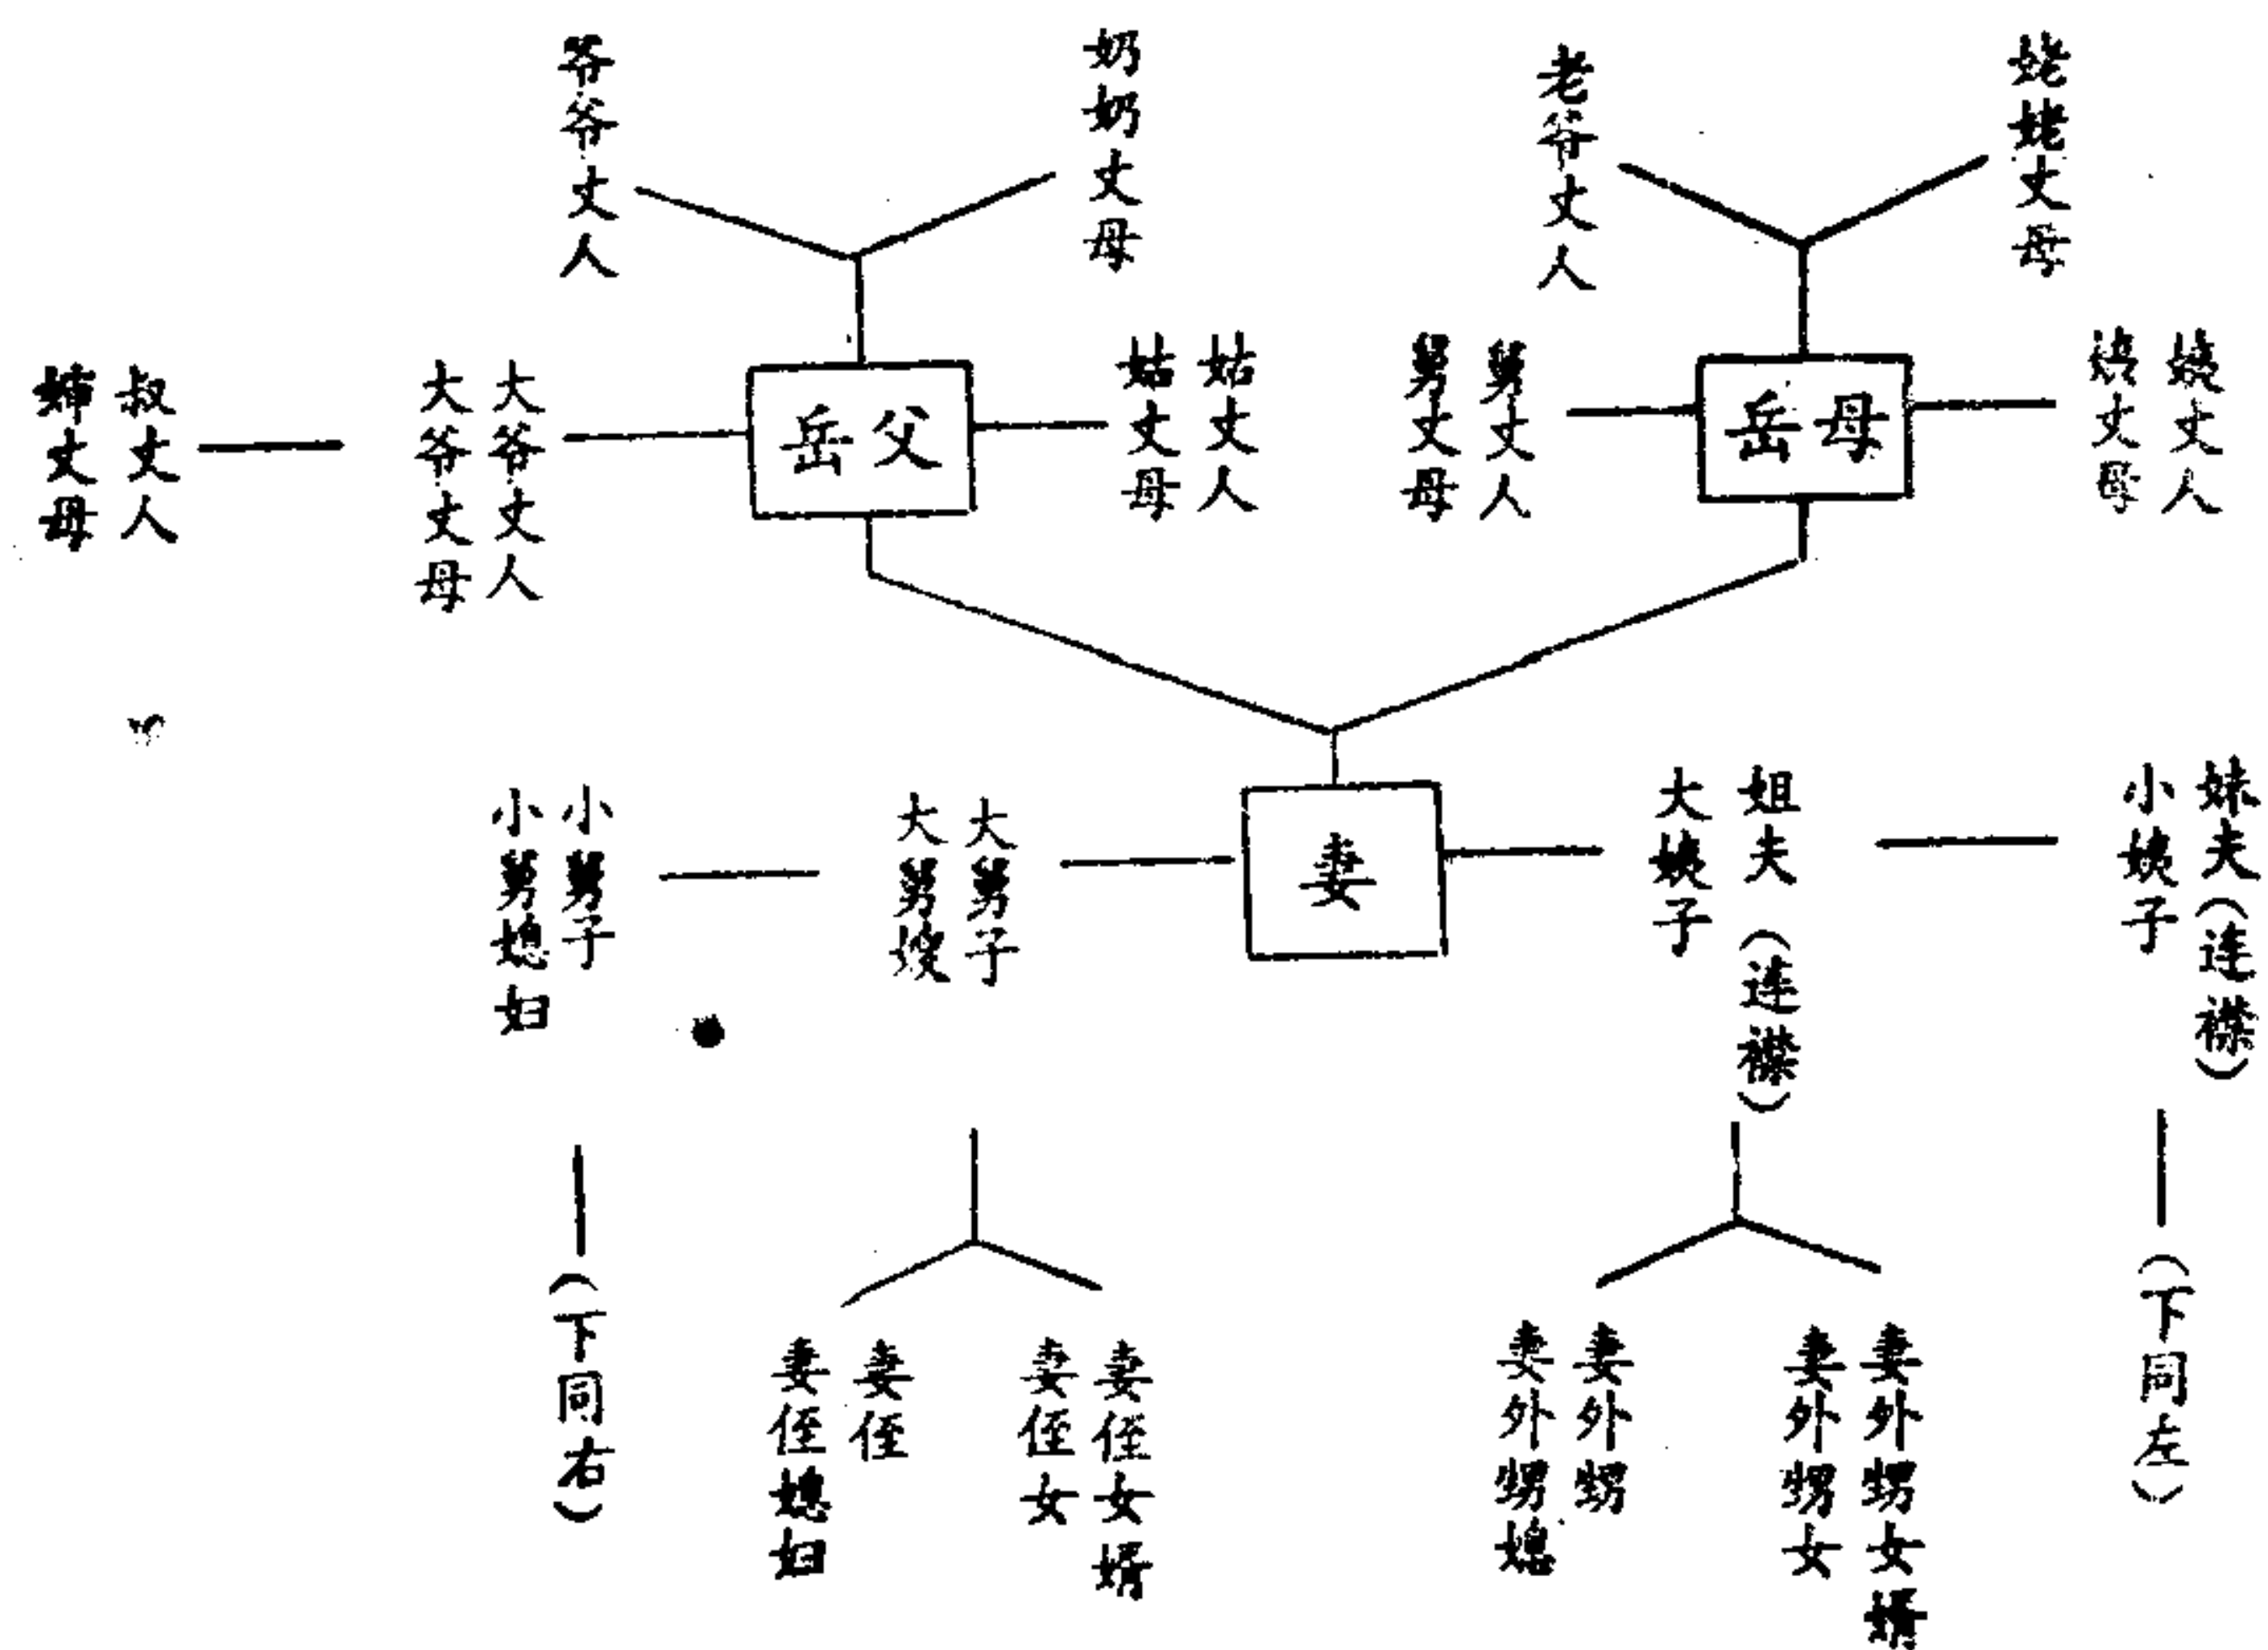 爷爷丈人
奶奶丈母
老爷丈人
姥姥丈母
婶丈母
叔丈人
大爷丈母
大爷丈人
岳父
姑丈母
姑丈人
舅丈母
舅丈人
岳母
姨丈母
姨丈人
小舅媳妇
小舅子
大舅嫂
大舅子
妻
大姨子
姐夫(连襟)
小姨子
妹夫(连襟)
(下同右)
妻侄媳妇
妻侄
妻侄女
妻侄女婿
妻外甥媳
妻外甥
妻外甥女
妻外甥女婿
(下同左)